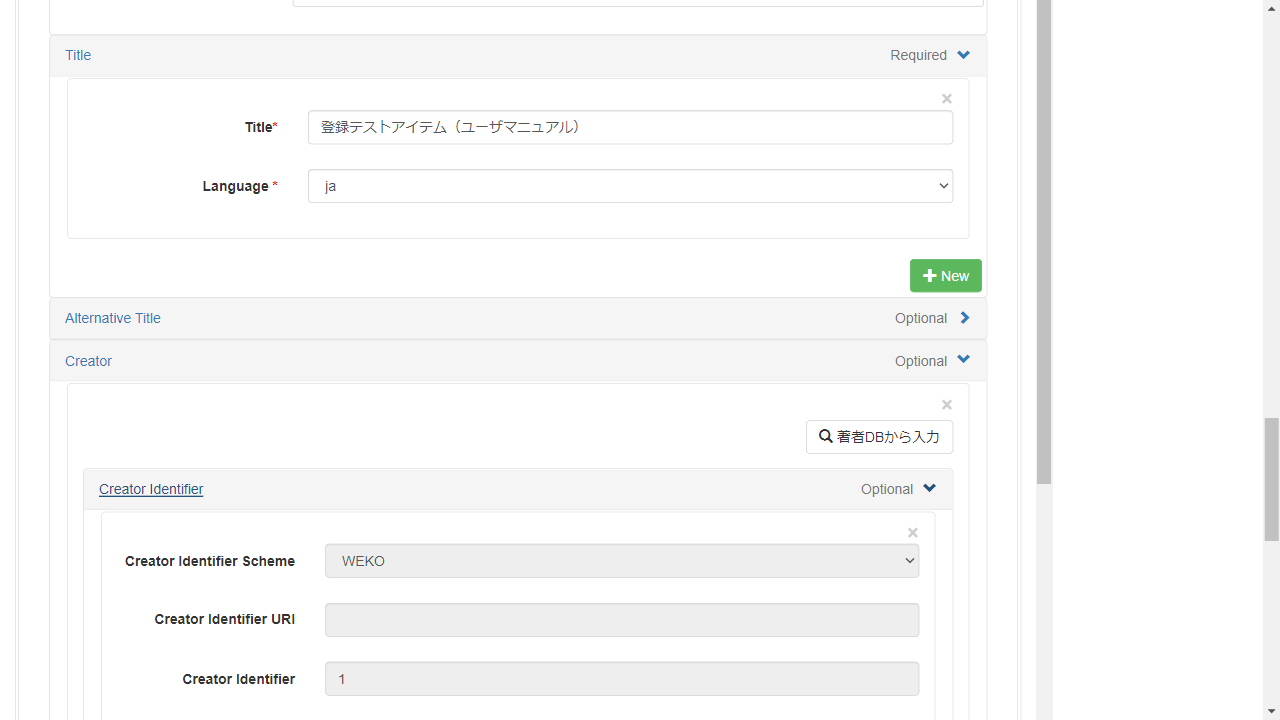 Title Required
×
Title* 登録テストアイテム（ユーザマニュアル）
Language * ja
New
Alternative Title Optional
Creator Optional
×
著者DBから入力
Creator Identifier Optional
×
Creator Identifier Scheme WEKO
Creator Identifier URI
Creator Identifier 1